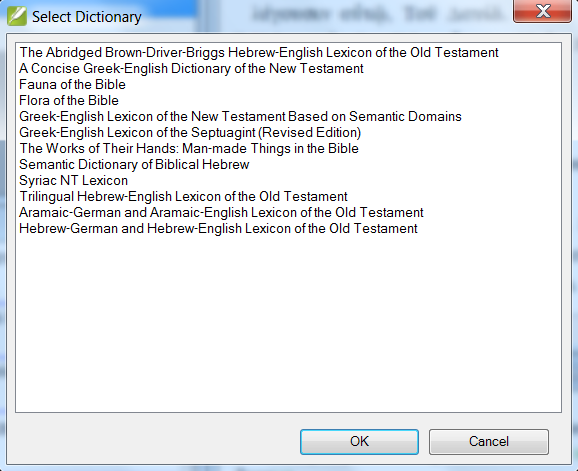 λέγουσιν αὐτῷ, Τοῦ Δαυίδ.
Select Dictionary
The Abridged Brown-Driver-Briggs Hebrew-English Lexicon of the Old Testament
A Concise Greek-English Dictionary of the New Testament
Fauna of the Bible
Flora of the Bible
Greek-English Lexicon of the New Testament Based on Semantic Domains
Greek-English Lexicon of the Septuagint (Revised Edition)
The Works of Their Hands: Man-made Things in the Bible
Semantic Dictionary of Biblical Hebrew
Syriac NT Lexicon
Trilingual Hebrew-English Lexicon of the Old Testament
Aramaic-German and Aramaic-English Lexicon of the Old Testament
Hebrew-German and Hebrew-English Lexicon of the Old Testament
OK
Cancel